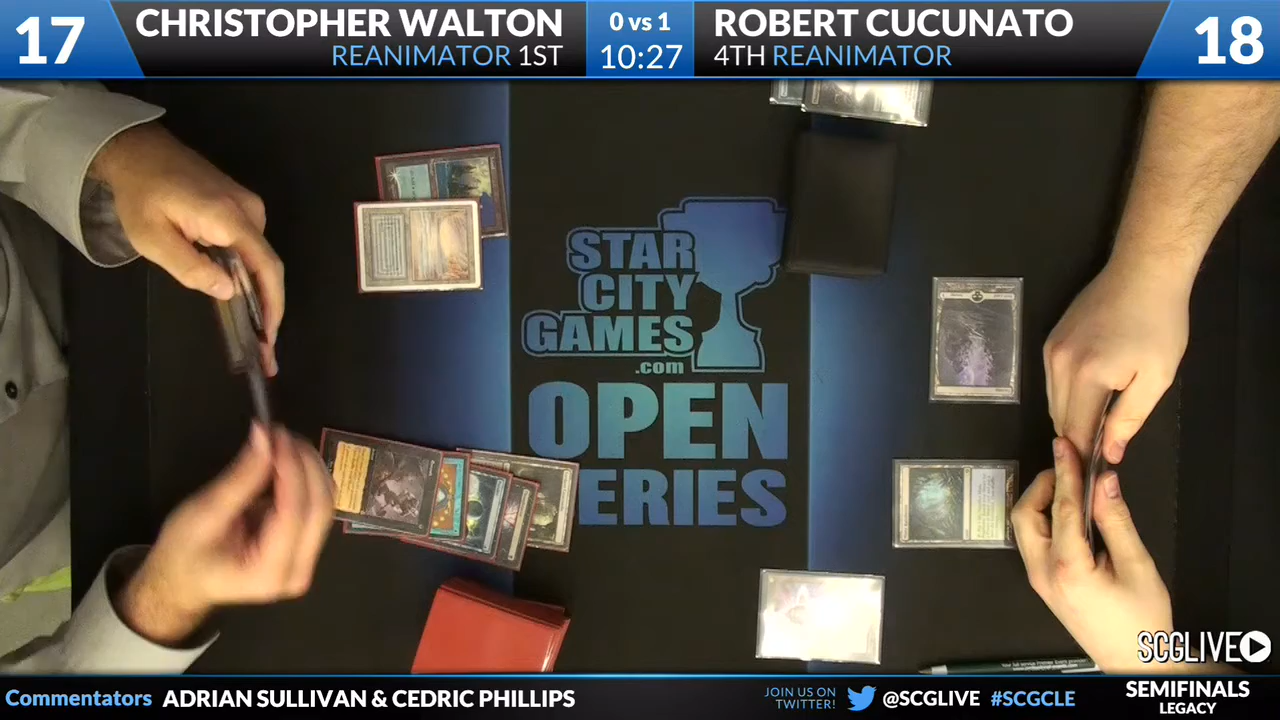 17
CHRISTOPHER WALTON
REANIMATOR 1ST
0 vs 1
10:27
ROBERT CUCUNATO
4TH REANIMATOR
18
STAR
CITY
GAMES
.com
OPEN
SERIES
SCGLIVE
Commentators ADRIAN SULLIVAN & CEDRIC PHILLIPS
JOIN US ON
TWITTER!
@SCGLIVE #SCGCLE
SEMIFINALS
LEGACY